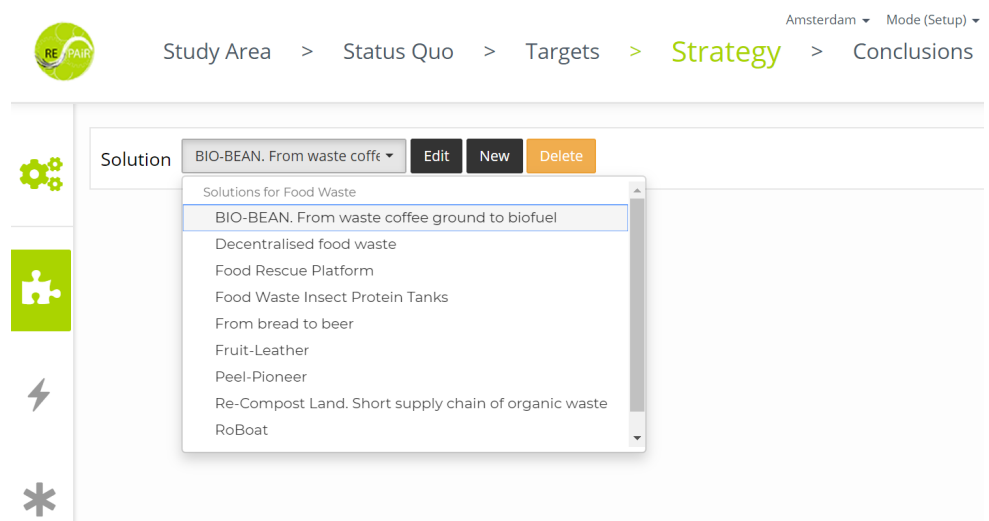 Amsterdam Mode (Setup)
RE PAiR
Study Area > Status Quo > Targets > Strategy > Conclusions
Solution BIO-BEAN. From waste coffe Edit New Delete
Solutions for Food Waste
BIO-BEAN. From waste coffee ground to biofuel
Decentralised food waste
Food Rescue Platform
Food Waste Insect Protein Tanks
From bread to beer
Fruit-Leather
Peel-Pioneer
Re-Compost Land. Short supply chain of organic waste
RoBoat